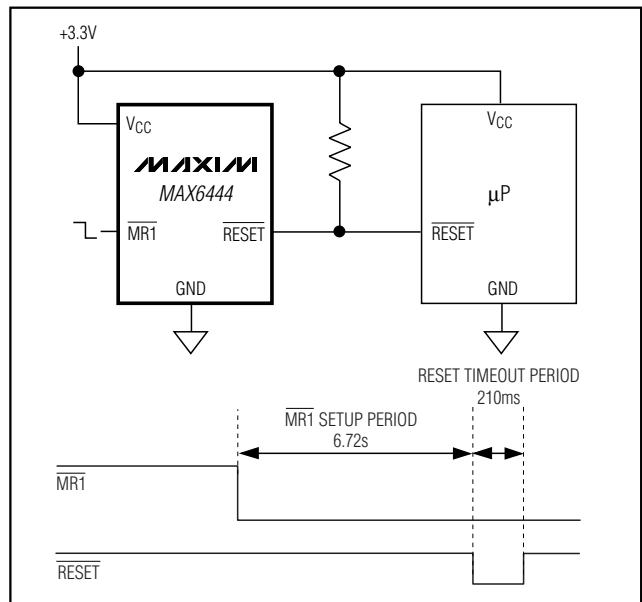 +3.3V
VCC
MAXIM
MAX6444
MR1
RESET
GND
VCC
µP
RESET
GND
RESET TIMEOUT PERIOD
210ms
MR1 SETUP PERIOD
6.72s
MR1
RESET